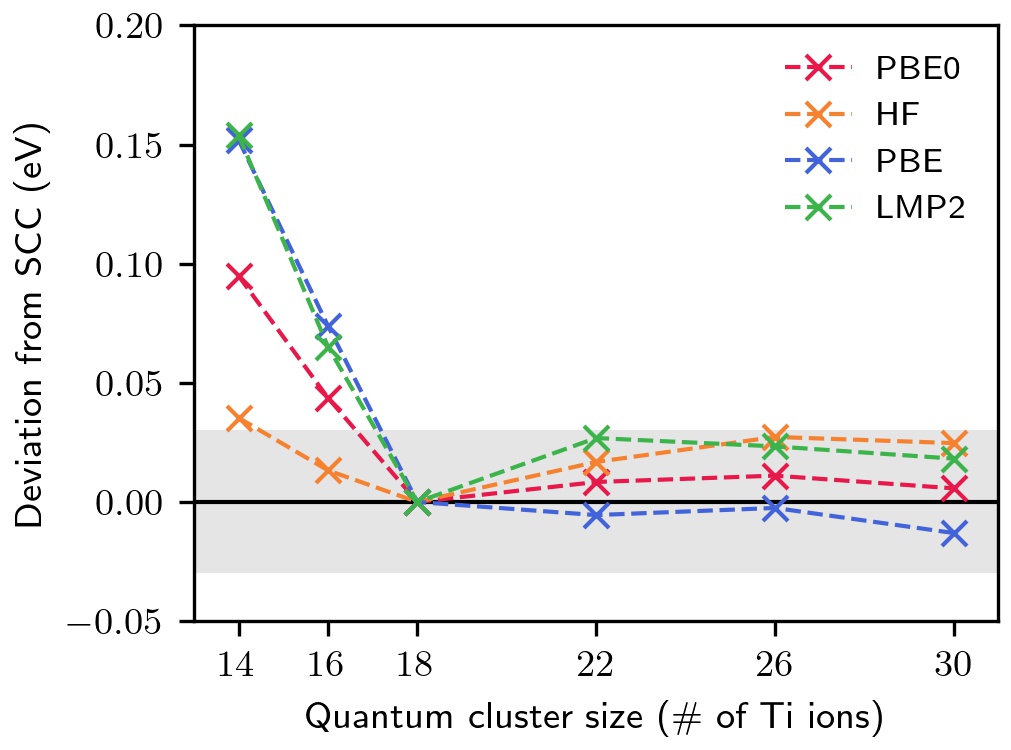 0.20
0.15
0.10
0.05
0.00
−0.05
Deviation from SCC (eV)
PBE0
HF
PBE
LMP2
14 16 18 22 26 30
Quantum cluster size (# of Ti ions)